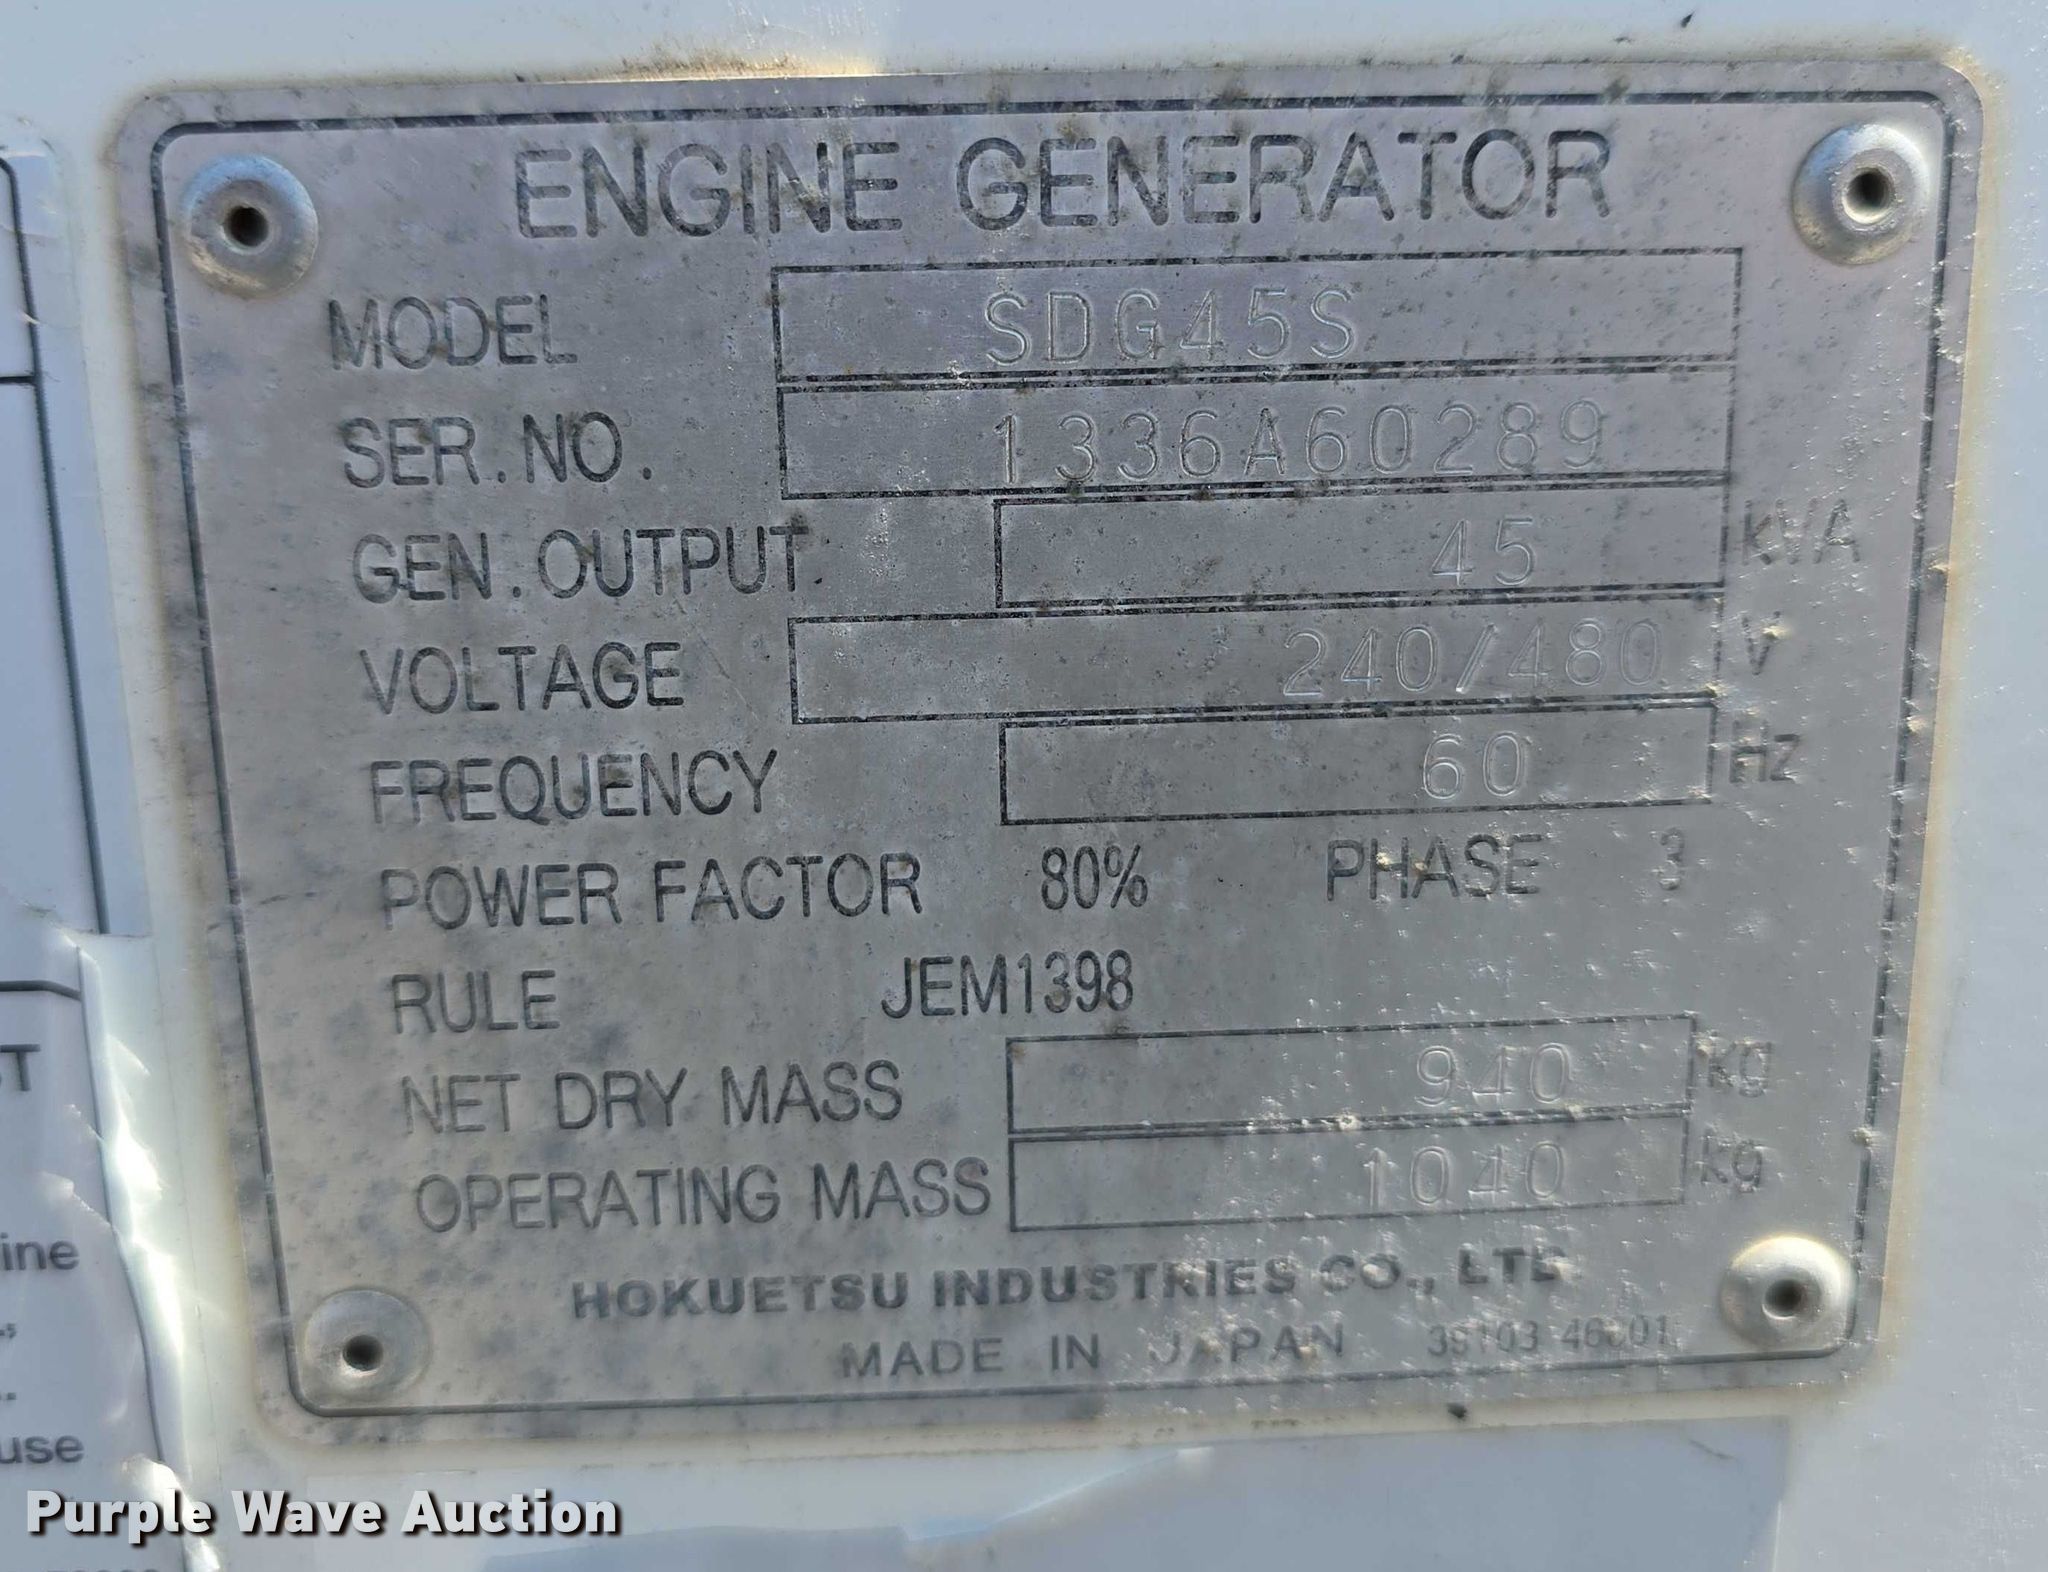 ENGINE GENERATOR
MODEL SDG45S
SER.NO. 1336A60289
GEN.OUTPUT 45 kVA
VOLTAGE 240/480 V
FREQUENCY 60 Hz
POWER FACTOR 80% PHASE 3
RULE JEM1398
NET DRY MASS 940 kg
OPERATING MASS 1040 kg
HOKUETSU INDUSTRIES CO., LTD.
MADE IN JAPAN 39103
ine
use
Purple Wave Auction